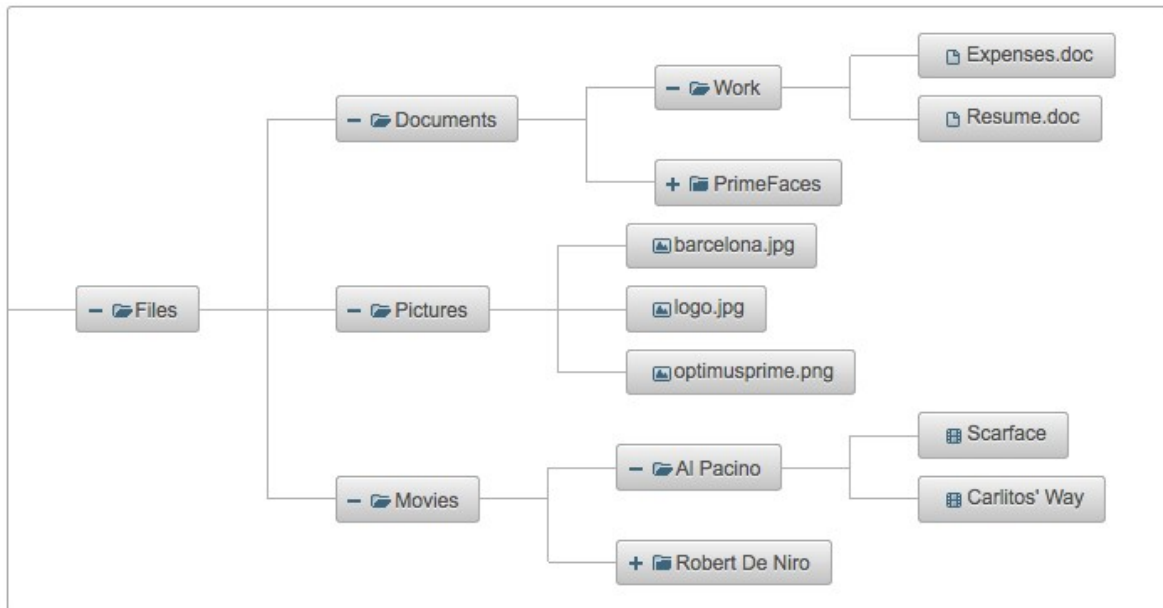 Expenses.doc
Work
Resume.doc
Documents
PrimeFaces
barcelona.jpg
Files
Pictures
logo.jpg
optimusprime.png
Scarface
Al Pacino
Carlitos' Way
Movies
Robert De Niro